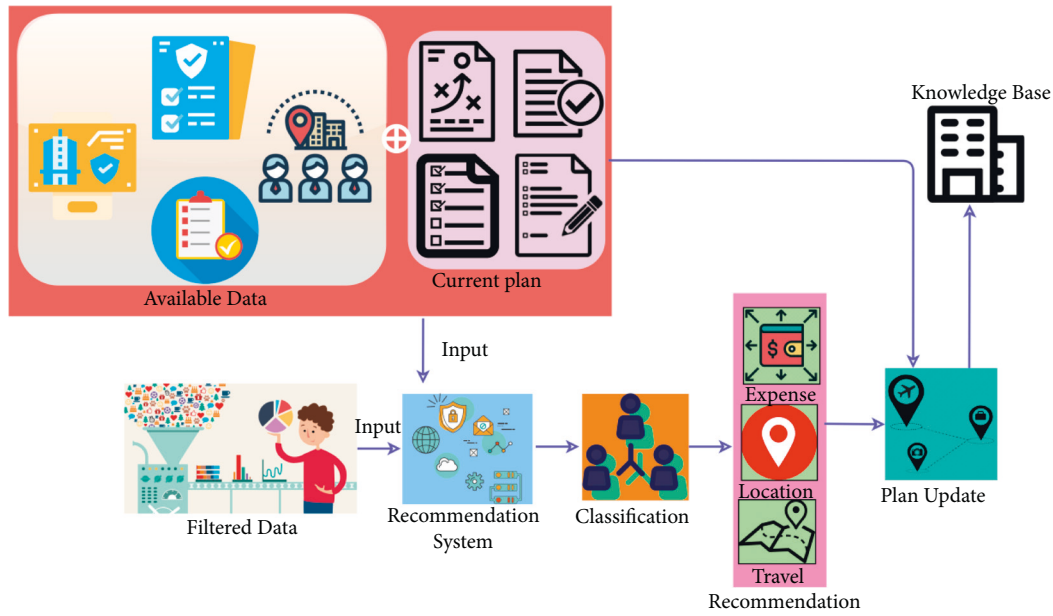 Knowledge Base
Available Data
Current plan
Input
Input
Expense
Location
Travel
Recommendation
Filtered Data
Recommendation
System
Classification
Plan Update
$